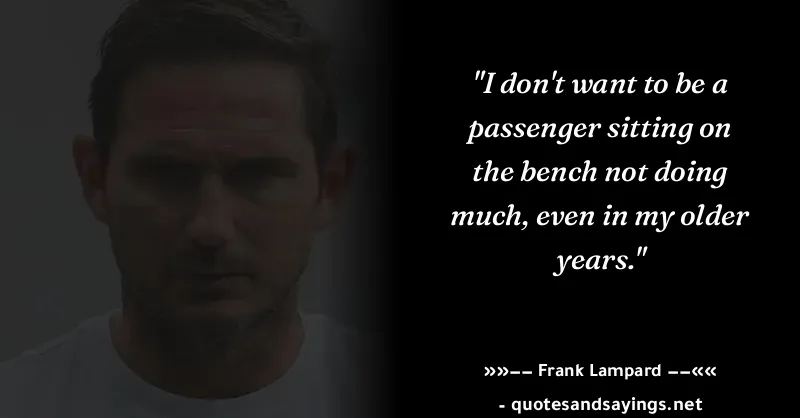 "I don't want to be a
passenger sitting on
the bench not doing
much, even in my older
years."
»»–– Frank Lampard ––««
- quotesandsayings.net